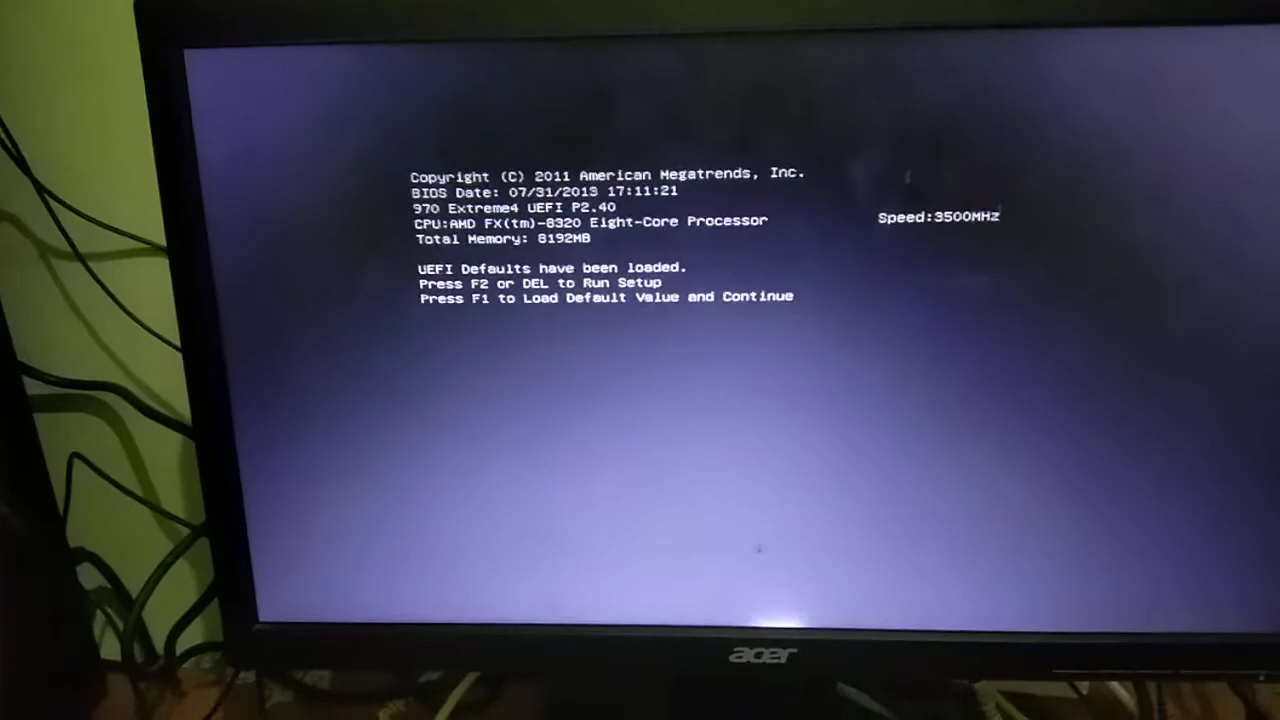 Copyright (C) 2011 American Megatrends, Inc.
BIOS Date: 07/31/2013 17:11:21
970 Extreme4 UEFI P2.40
CPU:AMD FX(tm)-8320 Eight-Core Processor Speed:3500MHz
Total Memory: 8192MB
UEFI Defaults have been loaded.
Press F2 or DEL to Run Setup
Press F1 to Load Default Value and Continue
acer